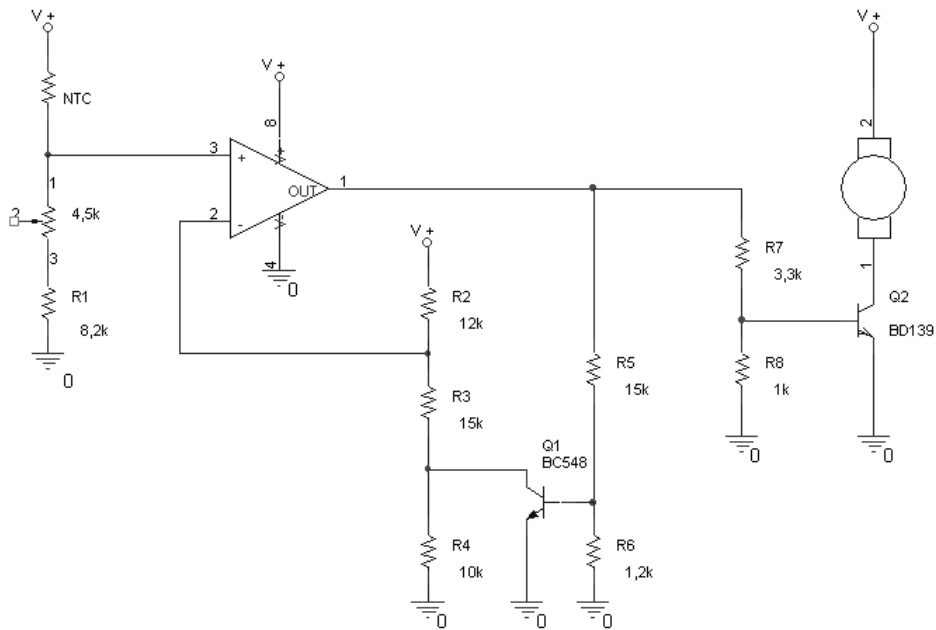 V +
NTC
1
2
4,5k
3
R1
8,2k
0
V +
8
3
+
OUT
1
2
-
4
0
V +
R2
12k
R3
15k
R4
10k
0
Q1
BC548
0
R5
15k
R6
1,2k
0
R7
3,3k
R8
1k
0
V +
2
1
Q2
BD139
0